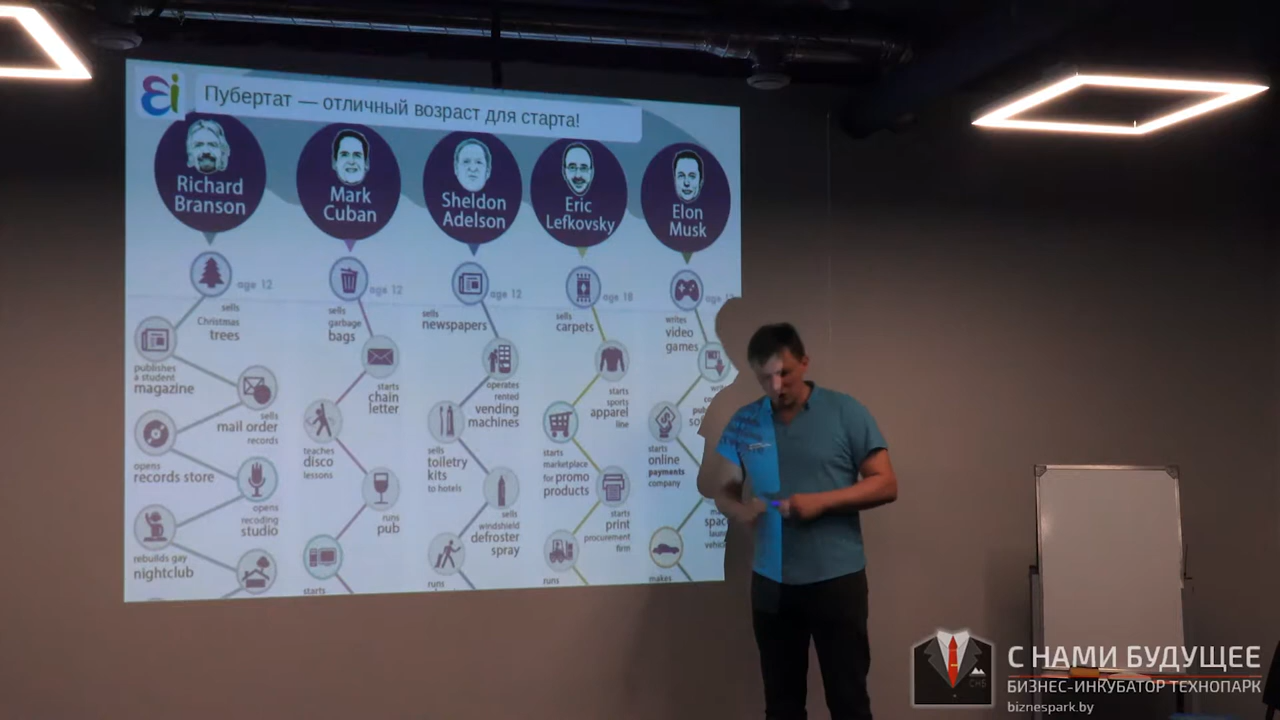 Ei
Пубертат — отличный возраст для старта!
Richard
Branson
Mark
Cuban
Sheldon
Adelson
Eric
Lefkovsky
Elon
Musk
age 12
sells
Christmas
trees
publishes
a student
magazine
sells
mail order
records
opens
records store
opens
recoding
studio
rebuilds gay
nightclub
age 12
sells
garbage
bags
starts
chain
letter
teaches
disco
lessons
runs
pub
starts
age 12
sells
newspapers
operates
rented
vending
machines
sells
toiletry
kits
to hotels
sells
windshield
defroster
spray
runs
age 18
sells
carpets
starts
sports
apparel
line
starts
marketplace
for promo
products
starts
print
procurement
firm
runs
age
writes
video
games
starts
online
payments
company
makes
С НАМИ БУДУЩЕЕ
БИЗНЕС-ИНКУБАТОР ТЕХНОПАРК
biznespark.by
СНБ